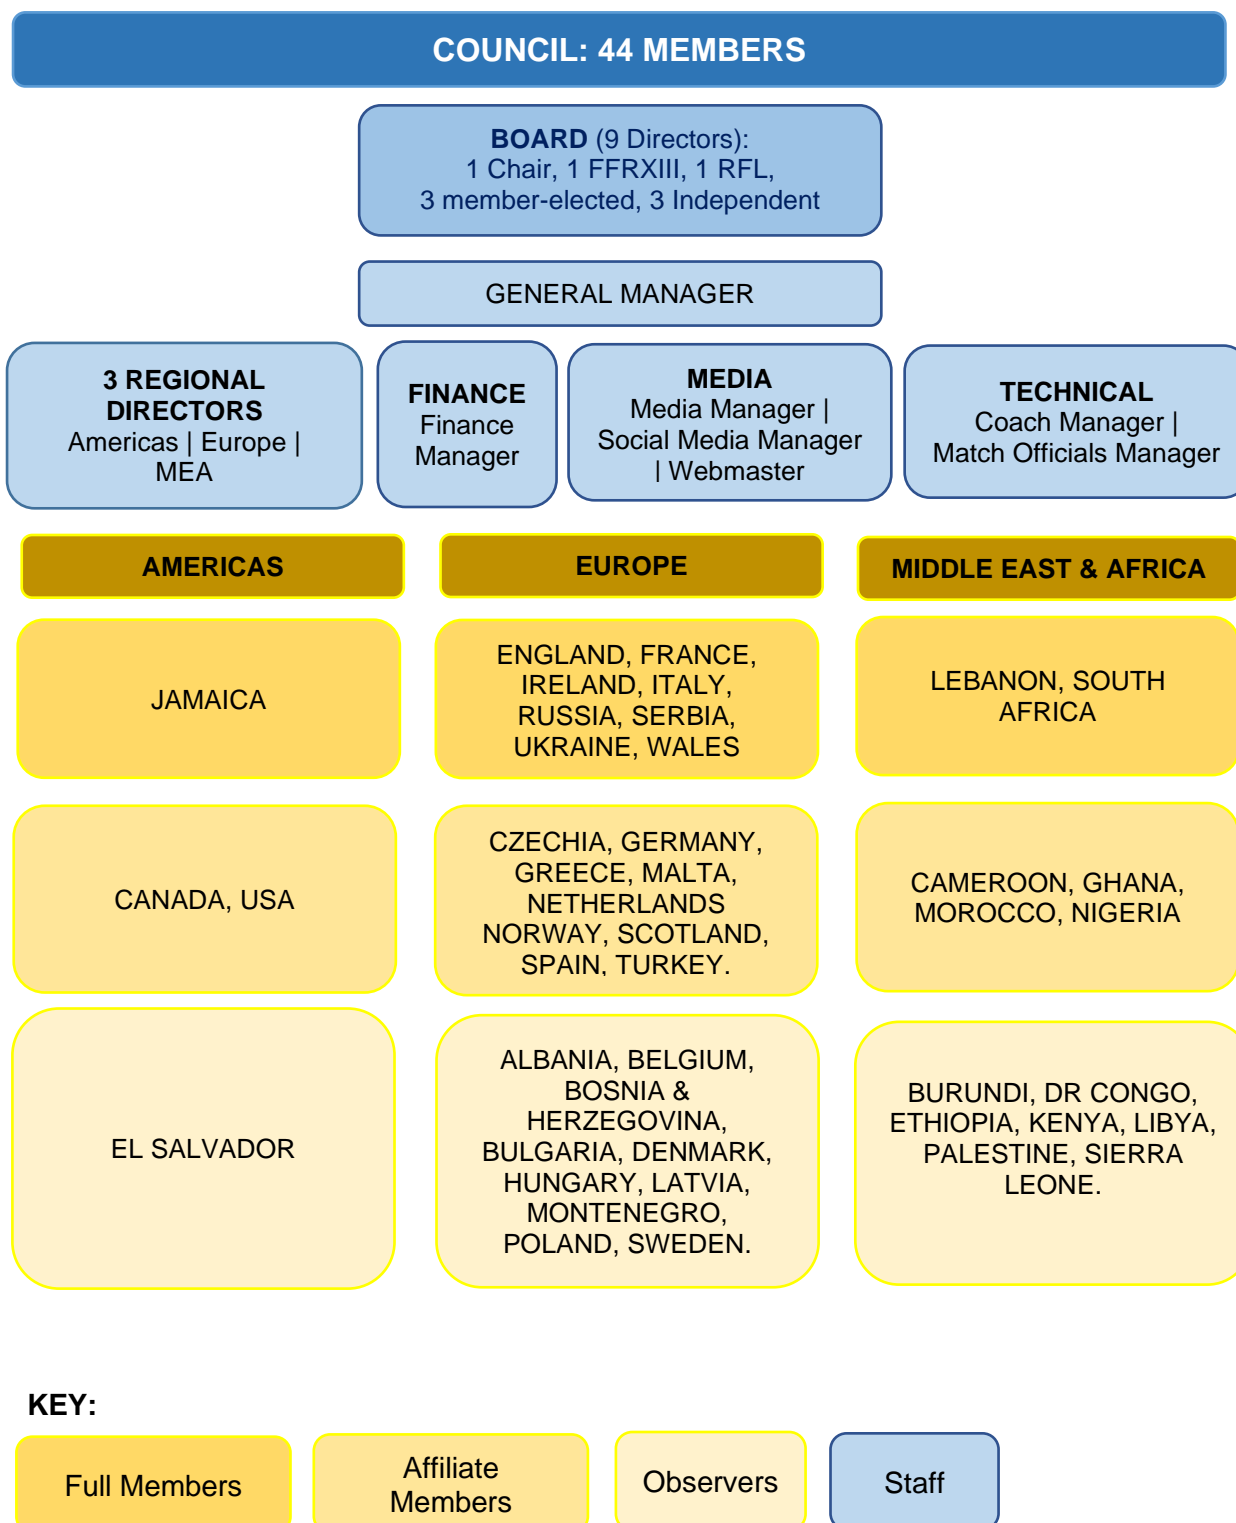 COUNCIL: 44 MEMBERS
BOARD (9 Directors):
1 Chair, 1 FFRXIII, 1 RFL,
3 member-elected, 3 Independent
GENERAL MANAGER
3 REGIONAL
DIRECTORS
Americas | Europe |
MEA
FINANCE
Finance
Manager
MEDIA
Media Manager |
Social Media Manager
| Webmaster
TECHNICAL
Coach Manager |
Match Officials Manager
AMERICAS
EUROPE
MIDDLE EAST & AFRICA
JAMAICA
ENGLAND, FRANCE,
IRELAND, ITALY,
RUSSIA, SERBIA,
UKRAINE, WALES
LEBANON, SOUTH
AFRICA
CANADA, USA
CZECHIA, GERMANY,
GREECE, MALTA,
NETHERLANDS
NORWAY, SCOTLAND,
SPAIN, TURKEY.
CAMEROON, GHANA,
MOROCCO, NIGERIA
EL SALVADOR
ALBANIA, BELGIUM,
BOSNIA &
HERZEGOVINA,
BULGARIA, DENMARK,
HUNGARY, LATVIA,
MONTENEGRO,
POLAND, SWEDEN.
BURUNDI, DR CONGO,
ETHIOPIA, KENYA, LIBYA,
PALESTINE, SIERRA
LEONE.
KEY:
Full Members
Affiliate
Members
Observers
Staff